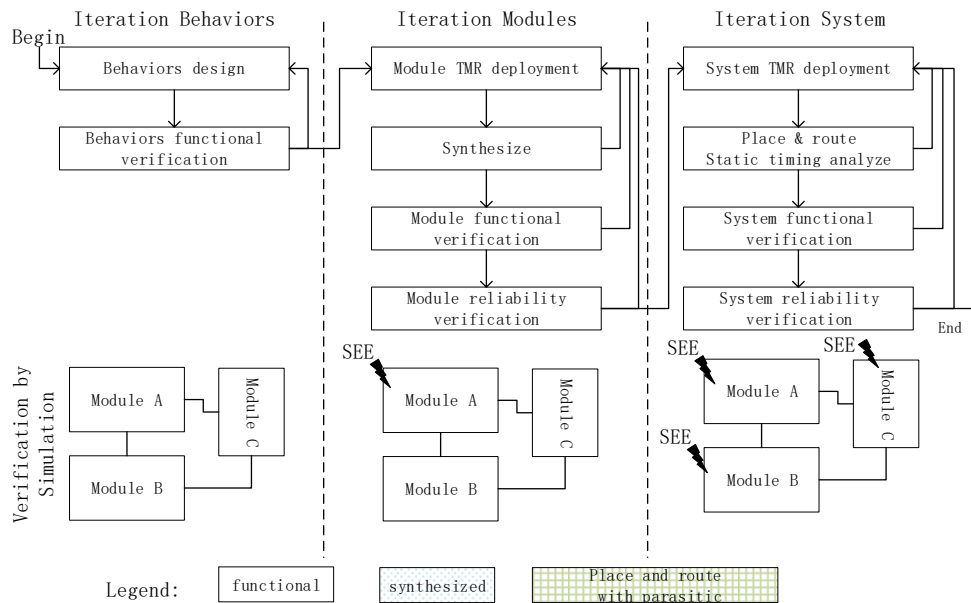 Iteration Behaviors
Iteration Modules
Iteration System
Begin
Behaviors design
Behaviors functional
verification
Module TMR deployment
Synthesize
Module functional
verification
Module reliability
verification
System TMR deployment
Place & route
Static timing analyze
System functional
verification
System reliability
verification
End
Verification by
Simulation
Module A
Module B
Module C
SEE
Module A
Module B
Module C
SEE
SEE
SEE
Module A
Module B
Module C
Legend:
functional
synthesized
Place and route
with parasitic